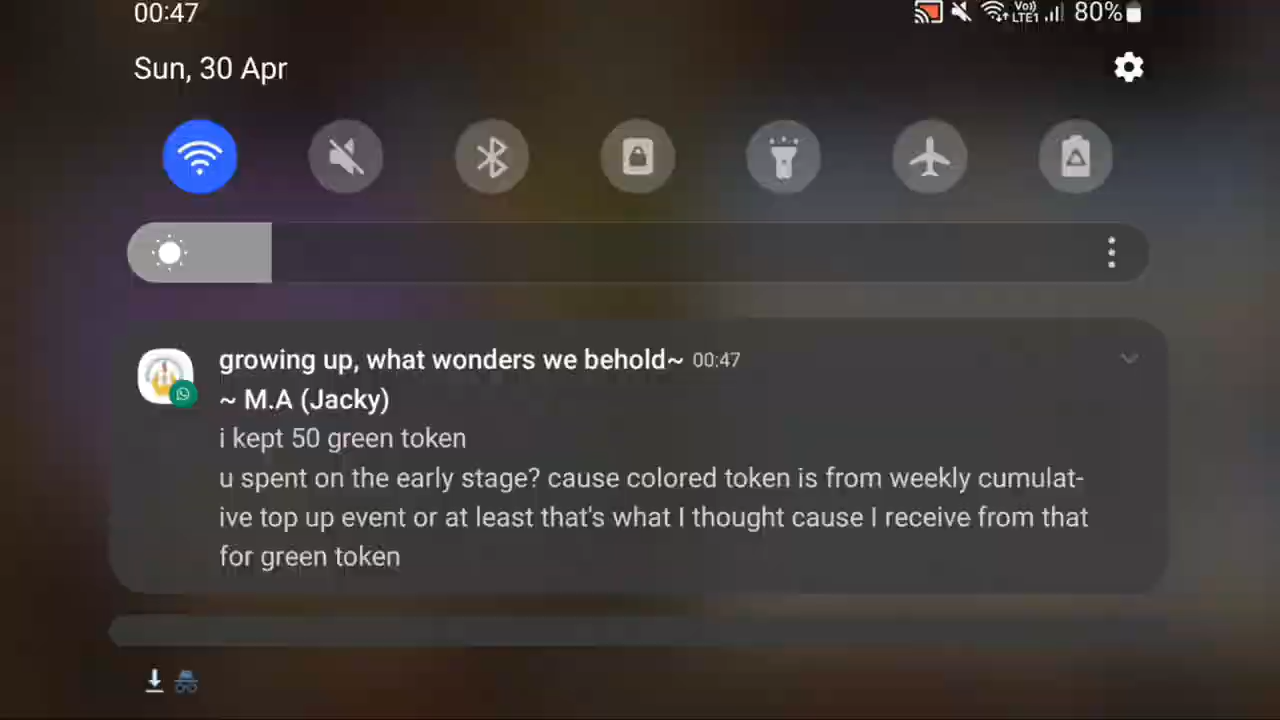 00:47
Vo)) LTE1 80%
Sun, 30 Apr
growing up, what wonders we behold~ 00:47
~ M.A (Jacky)
i kept 50 green token
u spent on the early stage? cause colored token is from weekly cumulat-
ive top up event or at least that's what I thought cause I receive from that
for green token